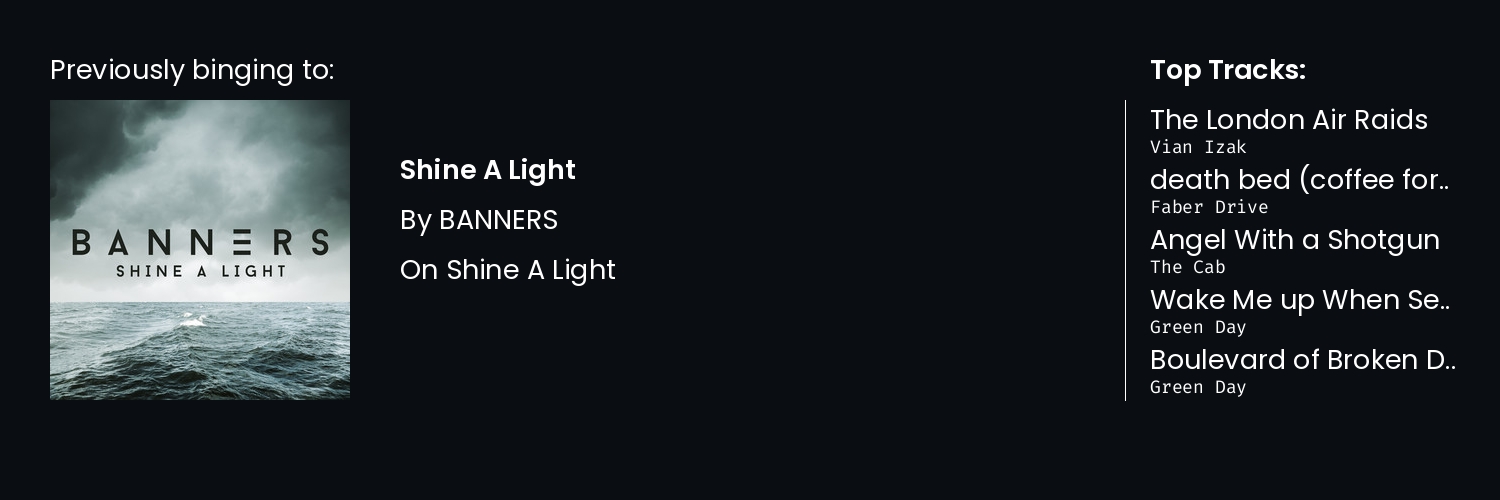 Previously binging to:
BANNERS
SHINE A LIGHT
Shine A Light
By BANNERS
On Shine A Light
Top Tracks:
The London Air Raids
Vian Izak
death bed (coffee for..
Faber Drive
Angel With a Shotgun
The Cab
Wake Me up When Se..
Green Day
Boulevard of Broken D..
Green Day